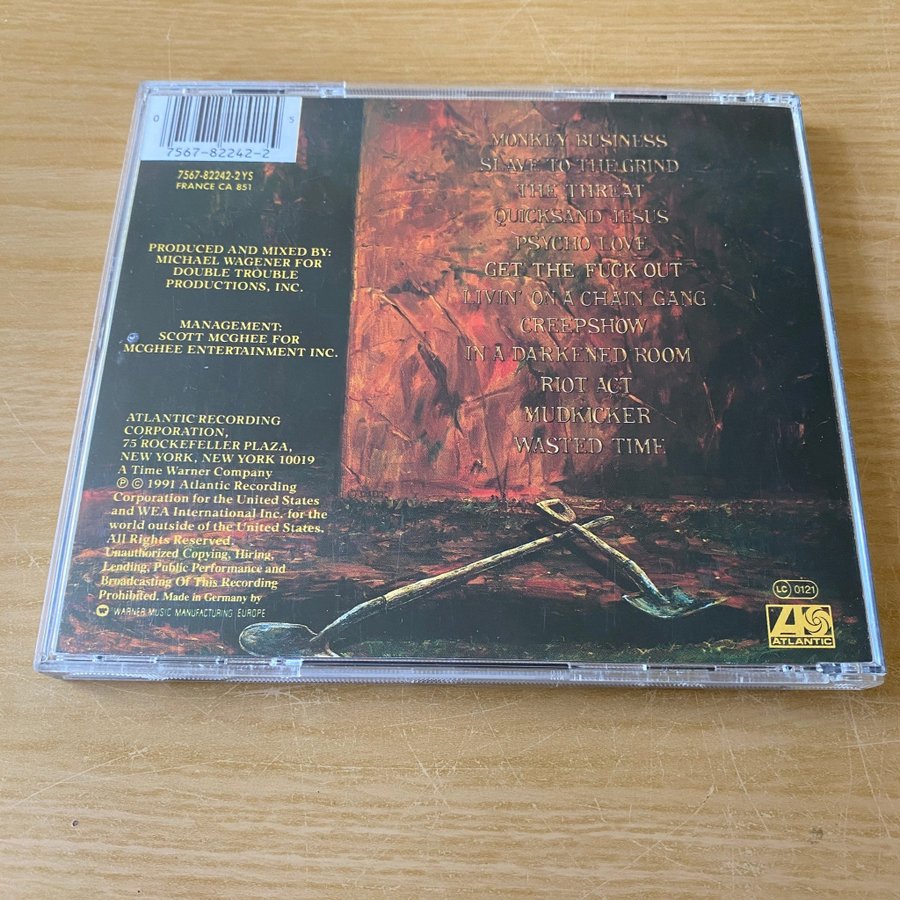 0 5
7567-82242-2
7567-82242-2 YS
FRANCE CA 851
PRODUCED AND MIXED BY:
MICHAEL WAGENER FOR
DOUBLE TROUBLE
PRODUCTIONS, INC.
MANAGEMENT:
SCOTT MCGHEE FOR
MCGHEE ENTERTAINMENT INC.
ATLANTIC RECORDING
CORPORATION,
75 ROCKEFELLER PLAZA,
NEW YORK, NEW YORK 10019
A Time Warner Company
℗ © 1991 Atlantic Recording
Corporation for the United States
and WEA International Inc. for the
world outside of the United States.
All Rights Reserved
Unauthorized Copying, Hiring,
Lending, Public Performance and
Broadcasting Of This Recording
Prohibited. Made in Germany by
WARNER MUSIC MANUFACTURING EUROPE
MONKEY BUSINESS
SLAVE TO THE GRIND
THE THREAT
QUICKSAND JESUS
PSYCHO LOVE
GET THE FUCK OUT
LIVIN' ON A CHAIN GANG
CREEPSHOW
IN A DARKENED ROOM
RIOT ACT
MUDKICKER
WASTED TIME
LC 0121
ATLANTIC